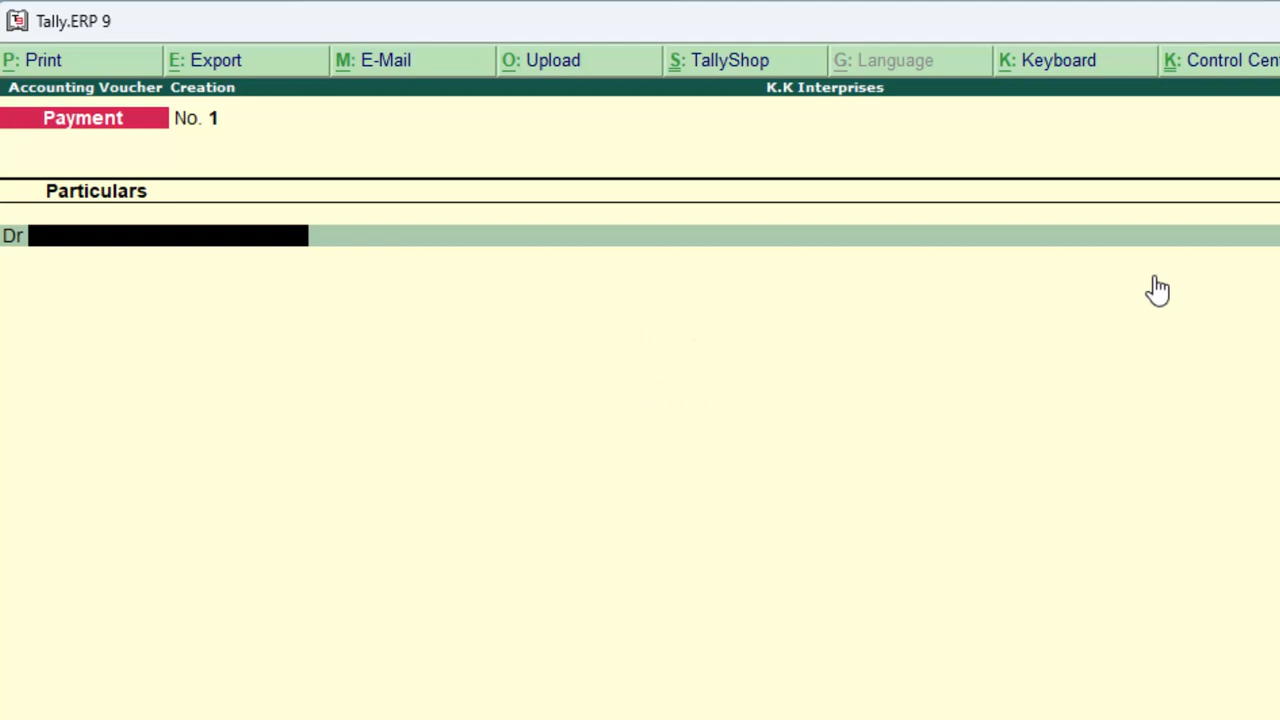 Tally.ERP 9
P: Print E: Export M: E-Mail O: Upload S: TallyShop G: Language K: Keyboard K: Control Cen
Accounting Voucher Creation K.K Interprises
Payment No. 1
Particulars
Dr